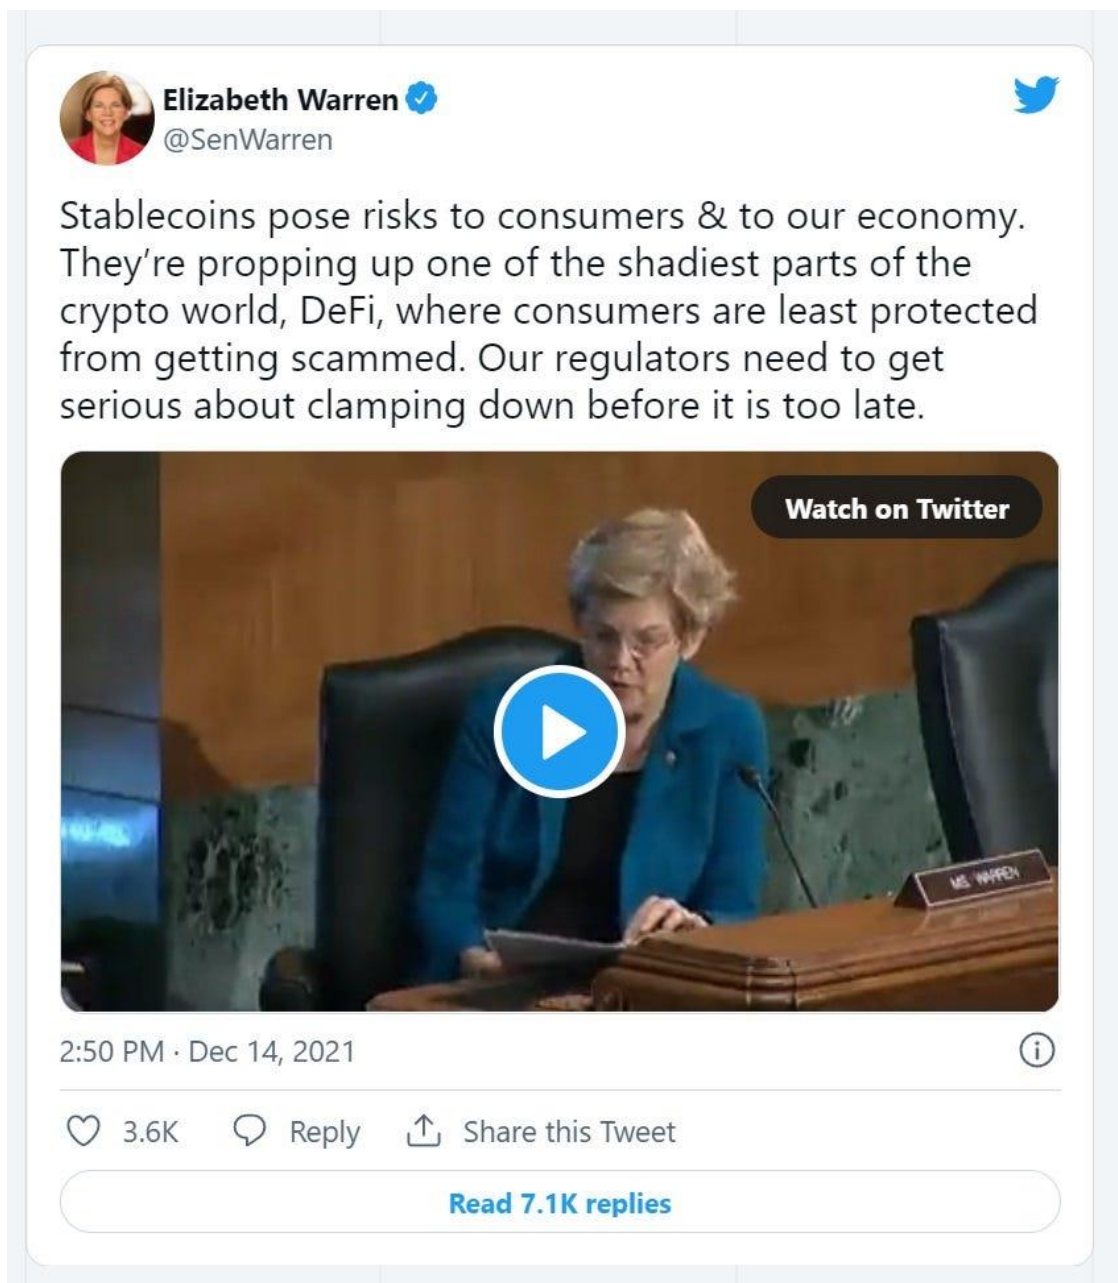 Elizabeth Warren
@SenWarren
Stablecoins pose risks to consumers & to our economy.
They’re propping up one of the shadiest parts of the
crypto world, DeFi, where consumers are least protected
from getting scammed. Our regulators need to get
serious about clamping down before it is too late.
Watch on Twitter
MS. WARREN
2:50 PM · Dec 14, 2021
3.6K Reply Share this Tweet
Read 7.1K replies